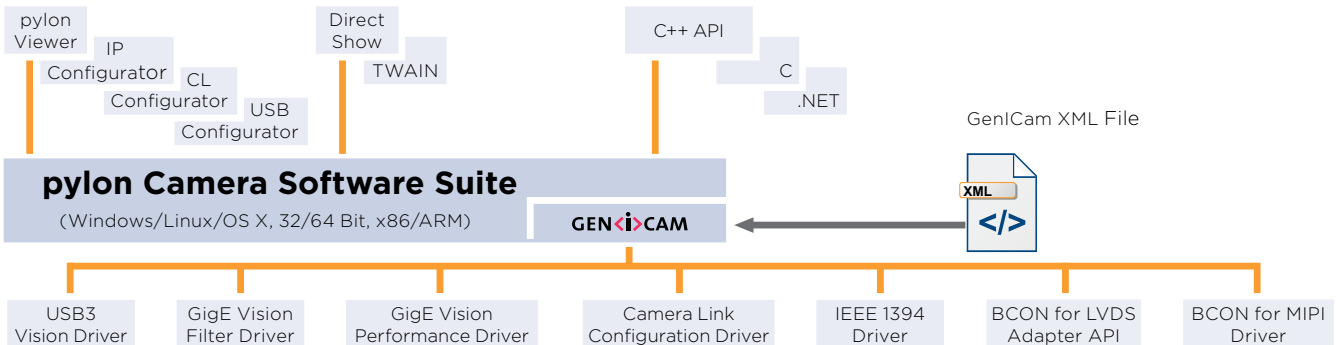 pylon
Viewer
IP
Configurator
CL
Configurator
USB
Configurator
Direct
Show
TWAIN
C++ API
C
.NET
GenICam XML File
pylon Camera Software Suite
(Windows/Linux/OS X, 32/64 Bit, x86/ARM)
GEN<i>CAM
XML
</>
USB3
Vision Driver
GigE Vision
Filter Driver
GigE Vision
Performance Driver
Camera Link
Configuration Driver
IEEE 1394
Driver
BCON for LVDS
Adapter API
BCON for MIPI
Driver